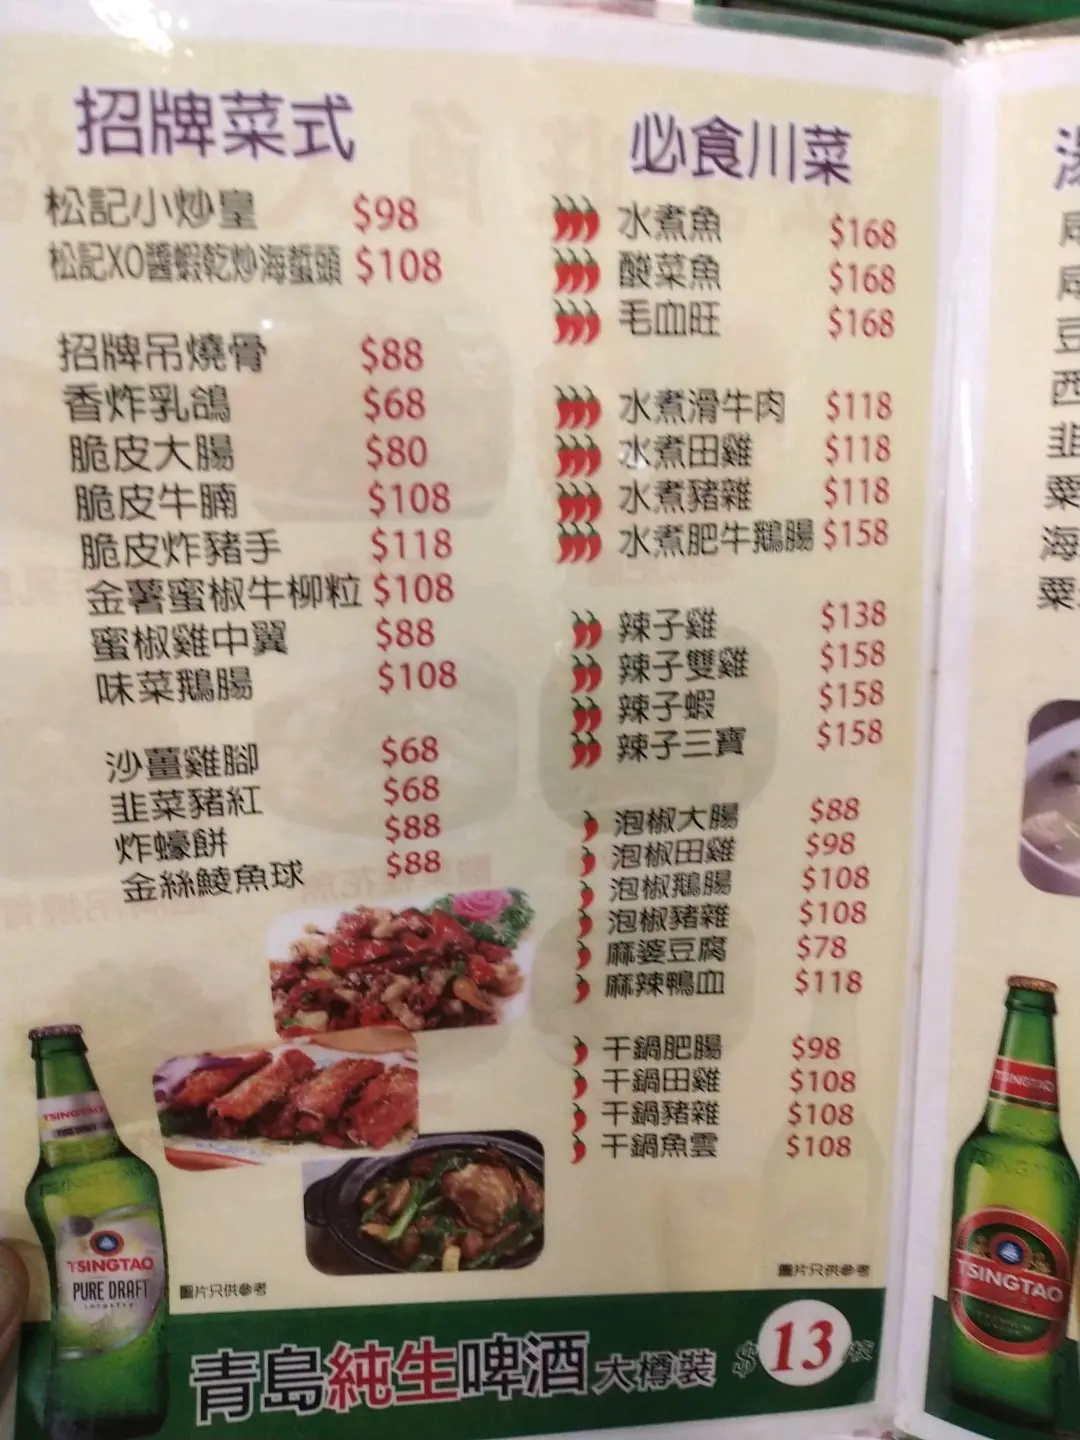 招牌菜式
松記小炒皇 $98
松記XO醬蝦乾炒海蜇頭 $108
招牌吊燒骨 $88
香炸乳鴿 $68
脆皮大腸 $80
脆皮牛腩 $108
脆皮炸豬手 $118
金薯蜜椒牛柳粒 $108
蜜椒雞中翼 $88
味菜鵝腸 $108
沙薑雞腳 $68
韭菜豬紅 $68
炸蠔餅 $88
金絲鯪魚球 $88
必食川菜
水煮魚 $168
酸菜魚 $168
毛血旺 $168
水煮滑牛肉 $118
水煮田雞 $118
水煮豬雜 $118
水煮肥牛鵝腸 $158
辣子雞 $138
辣子雙雞 $158
辣子蝦 $158
辣子三寶 $158
泡椒大腸 $88
泡椒田雞 $98
泡椒鵝腸 $108
泡椒豬雜 $108
麻婆豆腐 $78
麻辣鴨血 $118
干鍋肥腸 $98
干鍋田雞 $108
干鍋豬雜 $108
干鍋魚雲 $108
圖片只供參考
圖片只供參考
TSINGTAO
TSINGTAO
PURE DRAFT
青島純生啤酒 大樽裝 $13枝
TSINGTAO
TSINGTAO
西
韭
粟
海
粟